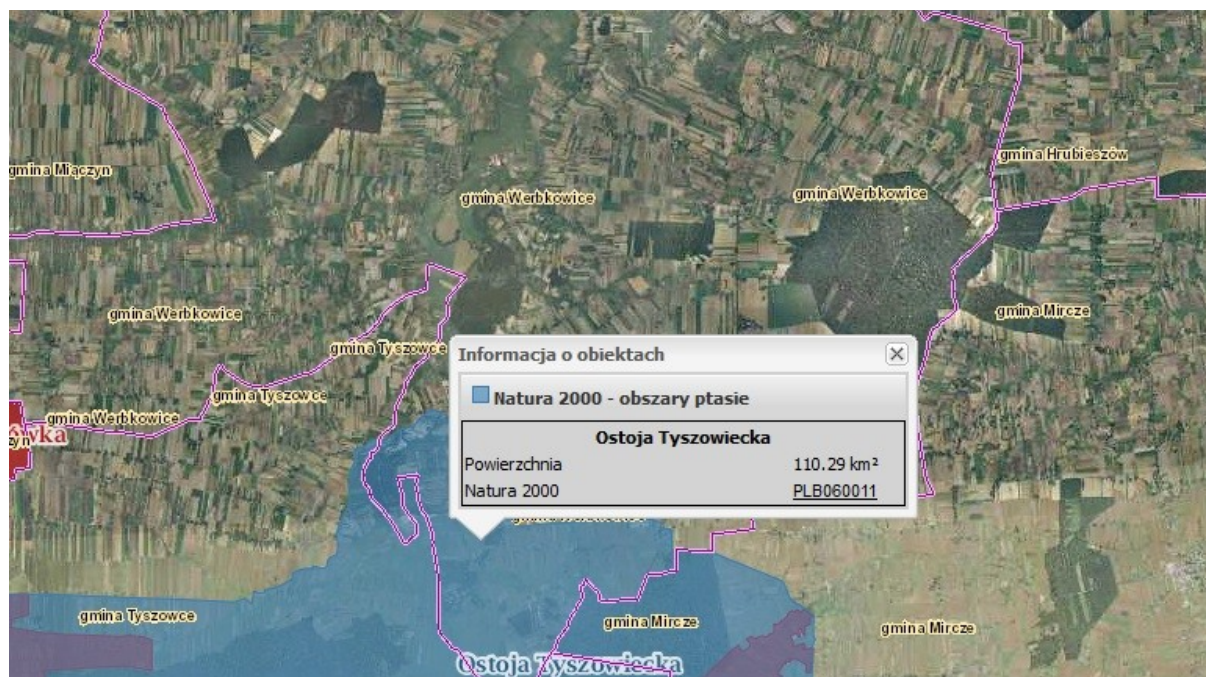 gmina Hrubieszów
gmina Miączyn
gmina Werbkowice
gmina Werbkowice
gmina Werbkowice
gmina Mircze
gmina Tyszowce
Informacja o obiektach
Natura 2000 - obszary ptasie
gmina Tyszowce
gmina Werbkowice
Ostoja Tyszowiecka
Powierzchnia 110.29 km²
Natura 2000 PLB060011
gmina Tyszowce
gmina Mircze
gmina Mircze
Ostoja Tyszowiecka